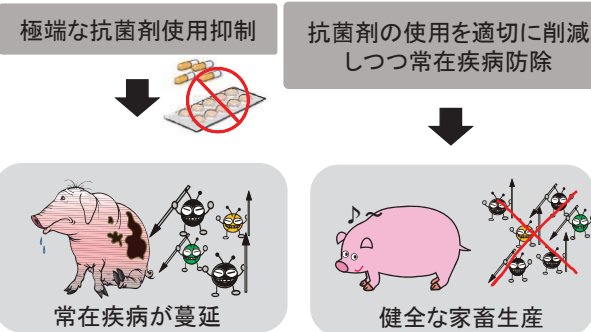 極端な抗菌剤使用抑制
抗菌剤の使用を適切に削減
しつつ常在疾病防除
常在疾病が蔓延
健全な家畜生産